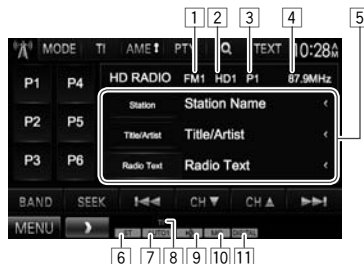 1 2 3 4 5
MODE TI AME PTY TEXT 10:28
P1 P4 HD RADIO FM1 HD1 P1 87.9MHz
Station Station Name
P2 P5 Title/Artist Title/Artist
P3 P6 Radio Text Radio Text
BAND SEEK CH CH
MENU
6 7 8 9 10 11